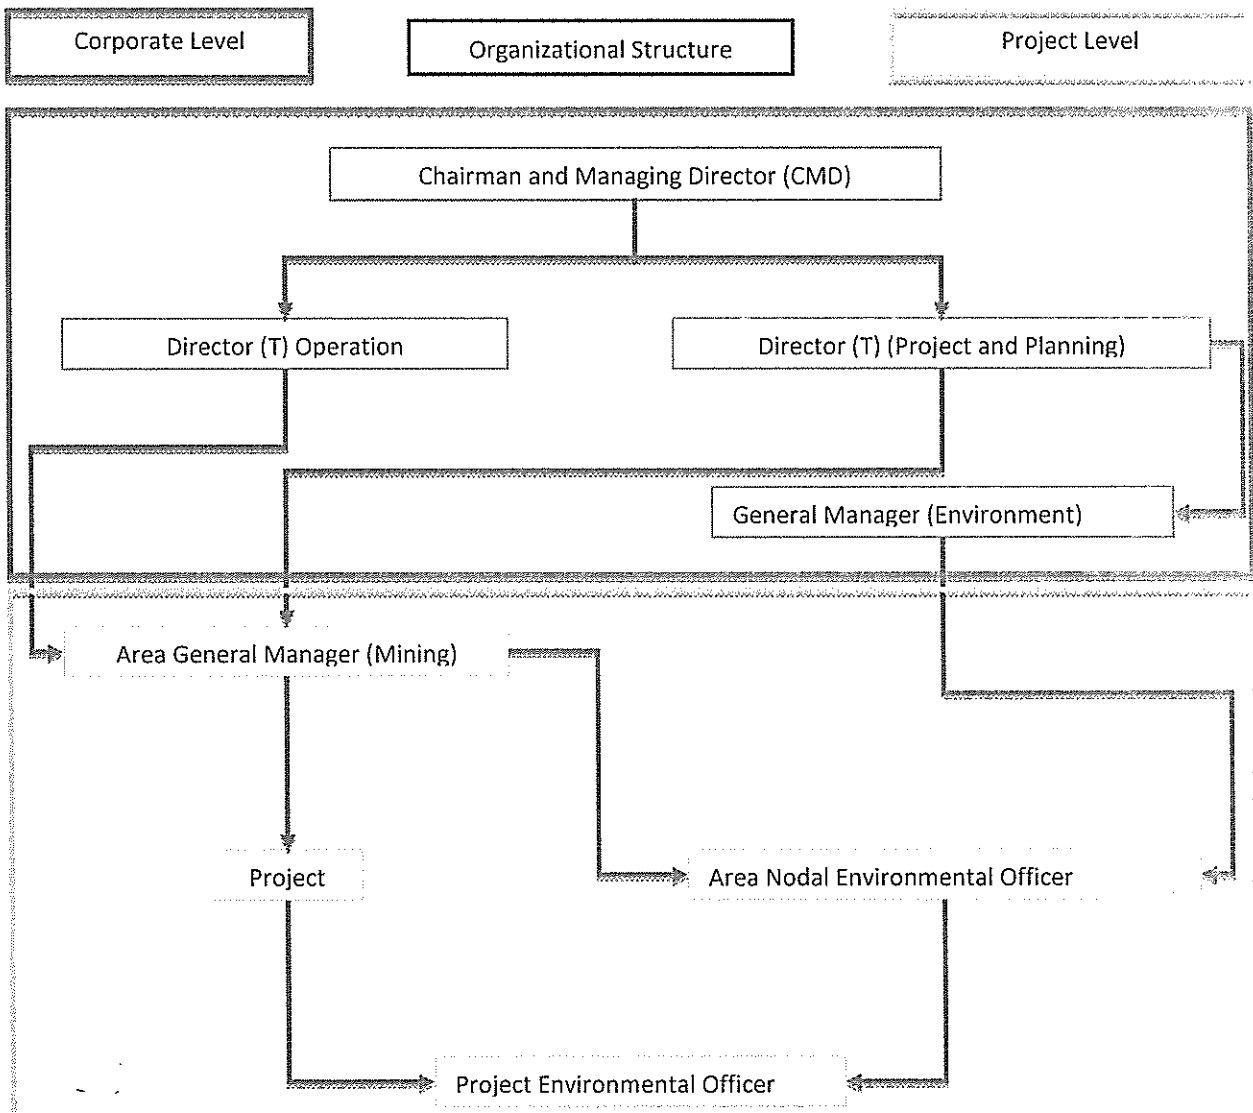 Corporate Level
Organizational Structure
Project Level
Chairman and Managing Director (CMD)
Director (T) Operation
Director (T) (Project and Planning)
General Manager (Environment)
Area General Manager (Mining)
Project
Area Nodal Environmental Officer
Project Environmental Officer